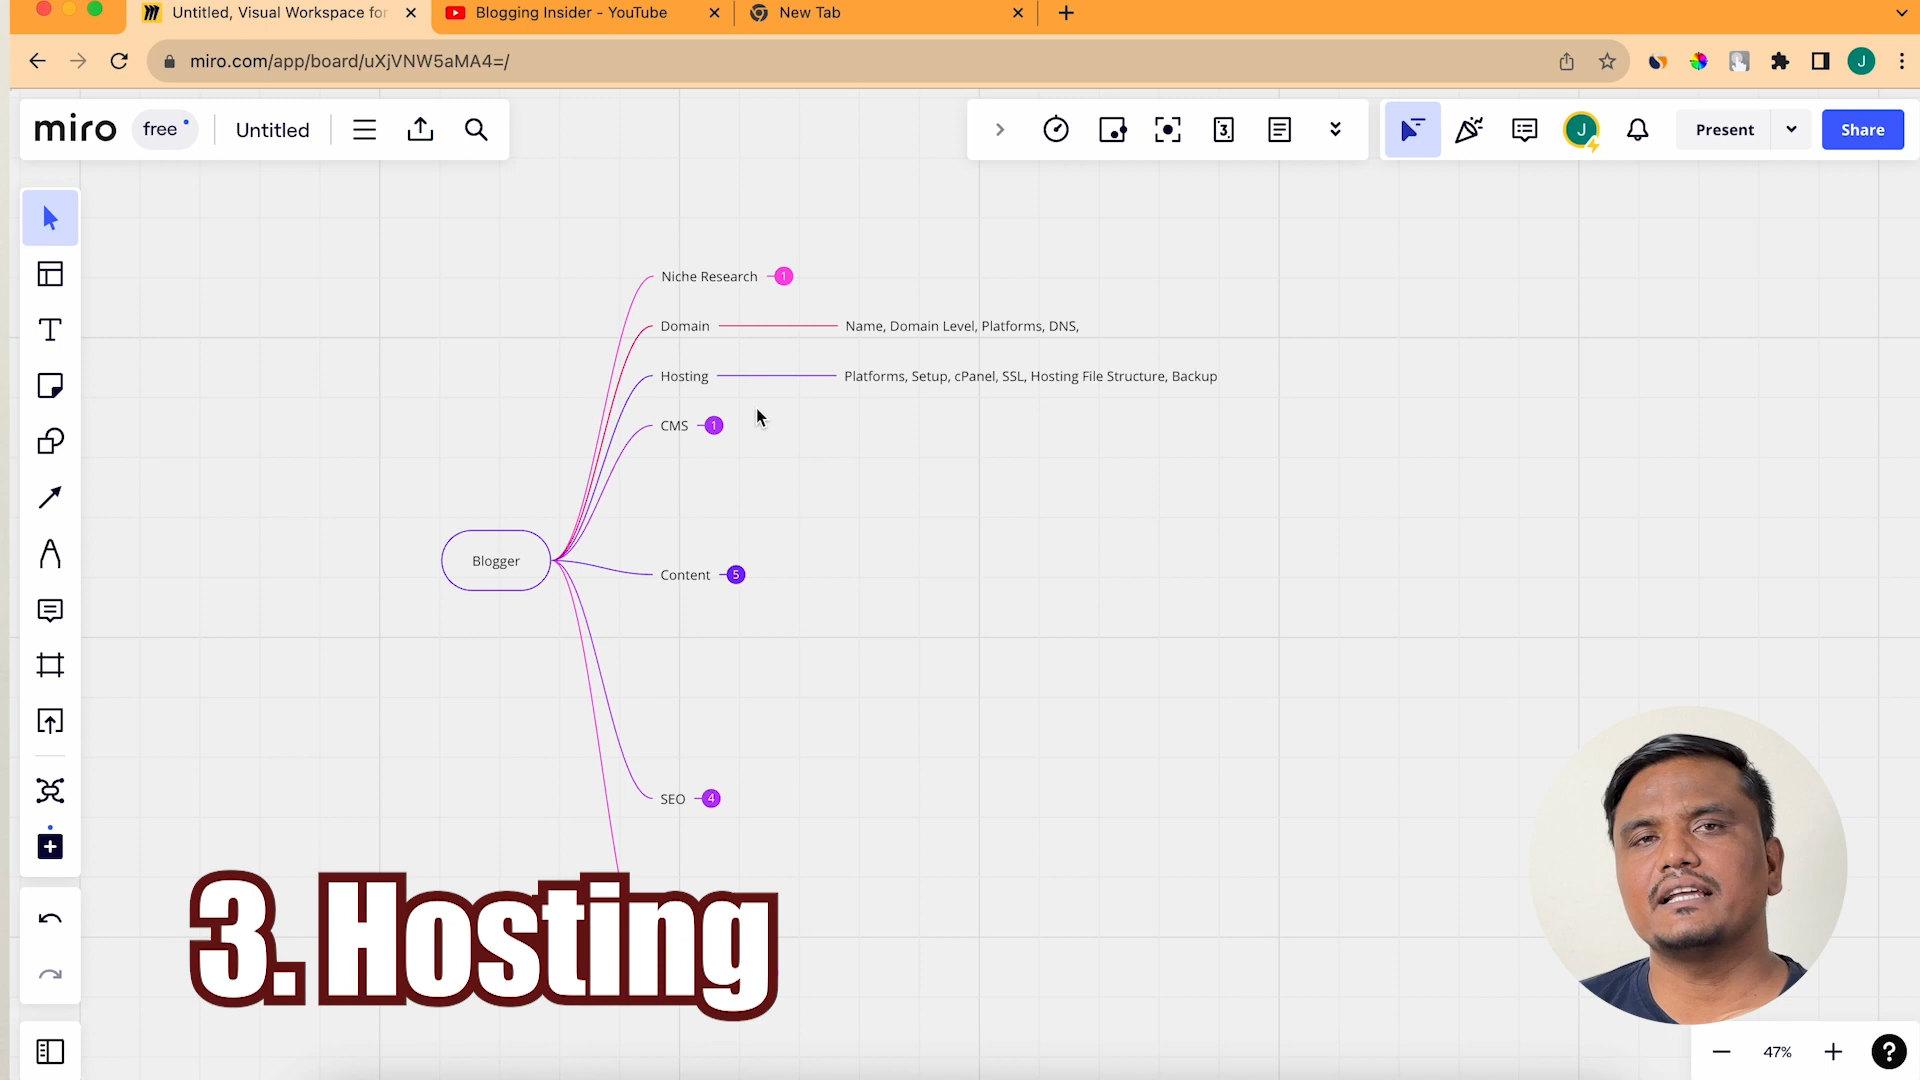 Untitled, Visual Workspace for
Blogging Insider - YouTube
New Tab
miro.com/app/board/uXjVNW5aMA4=/
J
miro
free
Untitled
3
J
Present
Share
Niche Research
1
Domain
Name, Domain Level, Platforms, DNS,
Hosting
Platforms, Setup, cPanel, SSL, Hosting File Structure, Backup
CMS
1
Blogger
Content
5
SEO
4
3. Hosting
47%
?